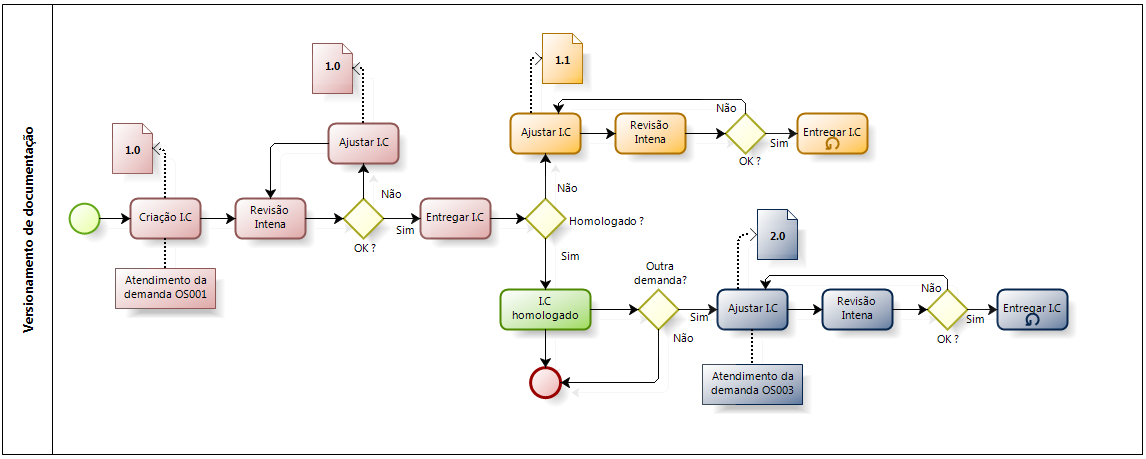 Versionamento de documentação
1.0
Criação I.C
Atendimento da
demanda OS001
Revisão
Intena
1.0
Ajustar I.C
Não
OK ?
Sim
Entregar I.C
Homologado ?
Não
1.1
Ajustar I.C
Revisão
Intena
Não
OK ?
Sim
Entregar I.C
Sim
I.C
homologado
Outra
demanda?
Sim
Não
2.0
Ajustar I.C
Atendimento da
demanda OS003
Revisão
Intena
Não
OK ?
Sim
Entregar I.C